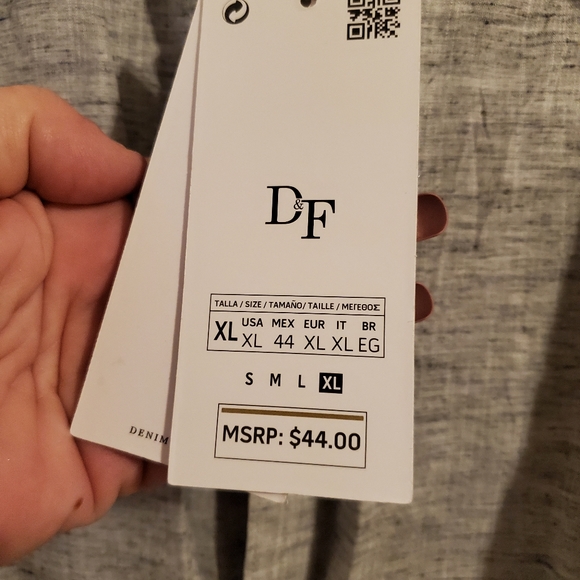 D&F
TALLA / SIZE / TAMAÑO/ TAILLE / ΜΕΓΕΘΟΣ
XL
USA MEX EUR IT BR
XL 44 XL XL EG
S M L XL
DENIM
MSRP: $44.00